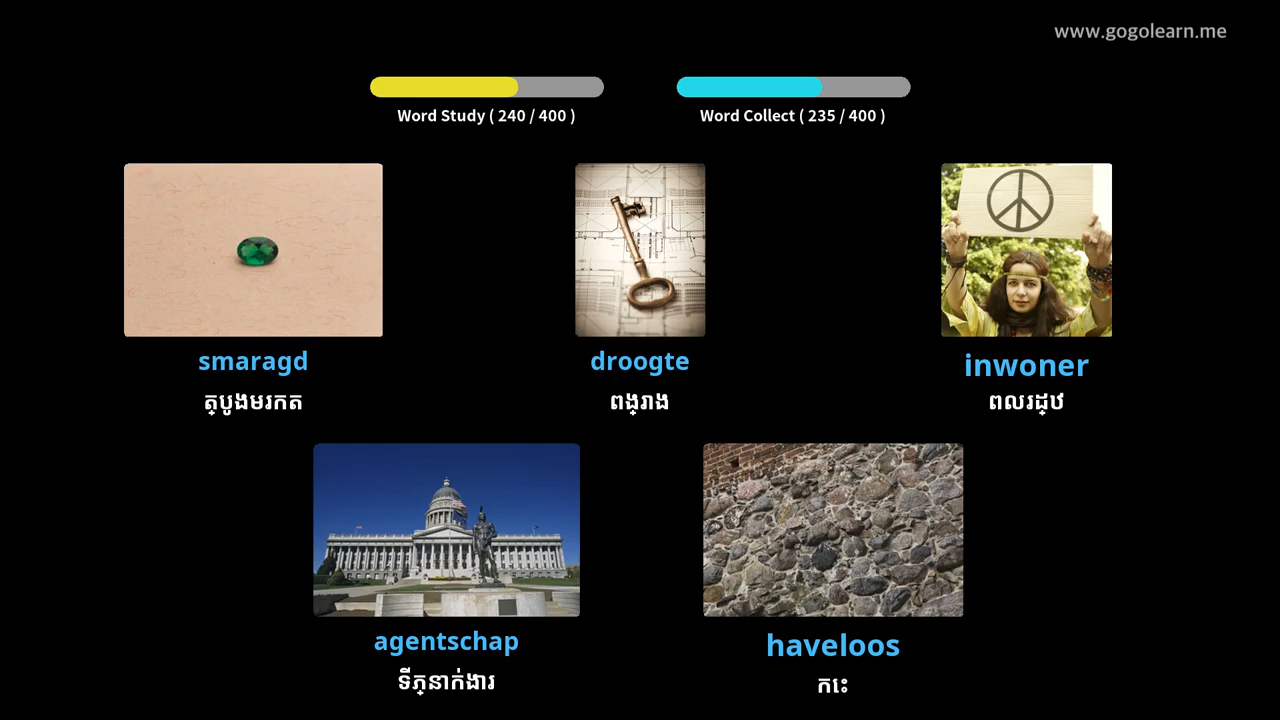 www.gogolearn.me
Word Study ( 240 / 400 )
Word Collect ( 235 / 400 )
smaragd
ត្បូងមរកត
droogte
ពង្រាង
inwoner
ពលរដ្ឋ
agentschap
ទីភ្នាក់ងារ
haveloos
កេះ